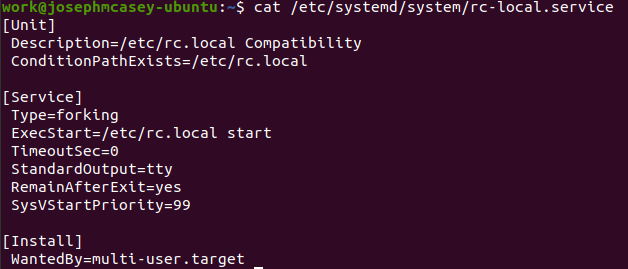 work@josephmcasey-ubuntu:~$ cat /etc/systemd/system/rc-local.service
[Unit]
 Description=/etc/rc.local Compatibility
 ConditionPathExists=/etc/rc.local

[Service]
 Type=forking
 ExecStart=/etc/rc.local start
 TimeoutSec=0
 StandardOutput=tty
 RemainAfterExit=yes
 SysVStartPriority=99

[Install]
 WantedBy=multi-user.target